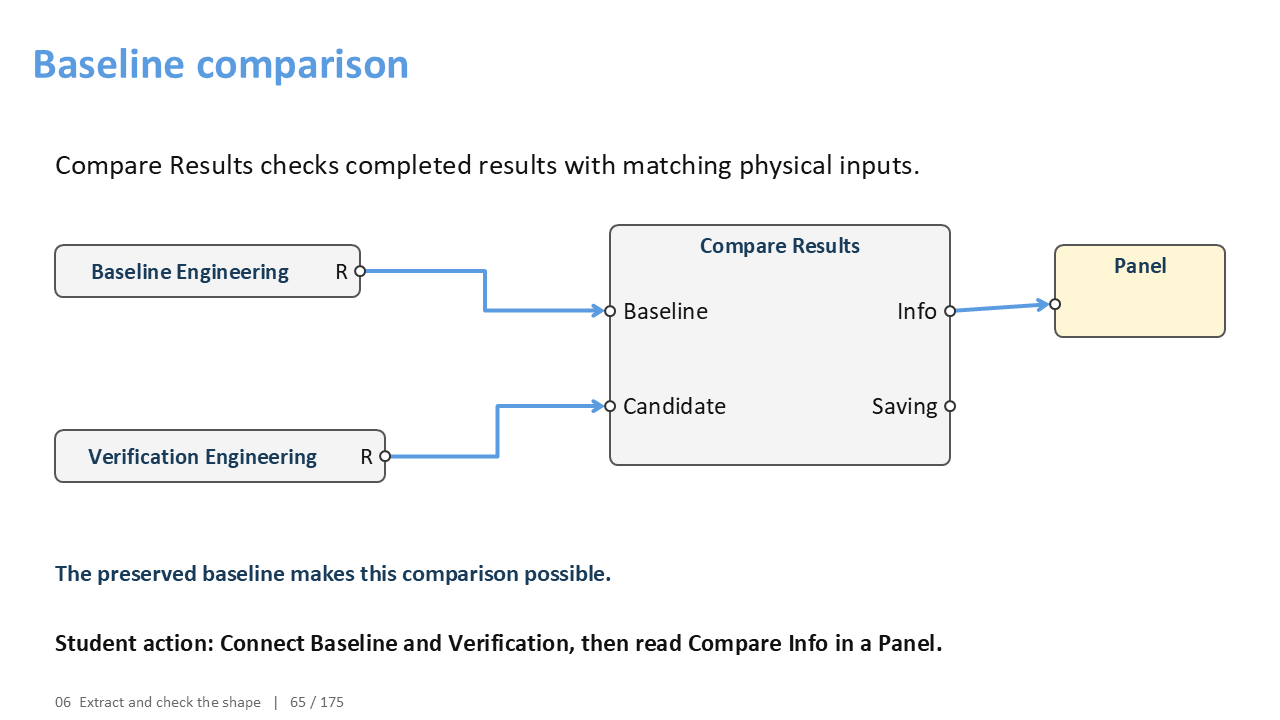 Baseline comparison
Compare Results checks completed results with matching physical inputs.
Baseline Engineering R
Compare Results
Baseline
Info
Candidate
Saving
Panel
Verification Engineering R
The preserved baseline makes this comparison possible.
Student action: Connect Baseline and Verification, then read Compare Info in a Panel.
06 Extract and check the shape | 65 / 175